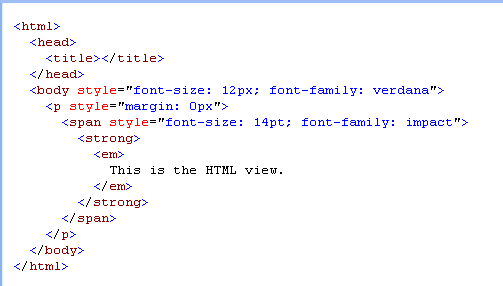 <html>
<head>
<title></title>
</head>
<body style="font-size: 12px; font-family: verdana">
<p style="margin: 0px">
<span style="font-size: 14pt; font-family: impact">
<strong>
<em>
This is the HTML view.
</em>
</strong>
</span>
</p>
</body>
</html>